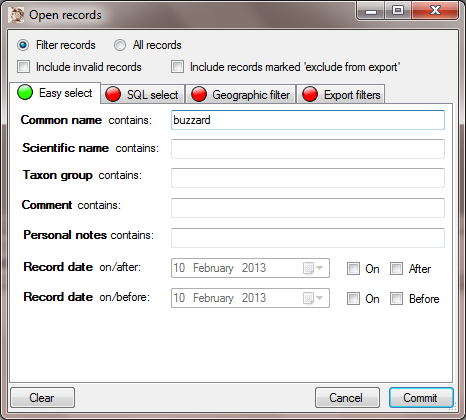 Open records
Filter records All records
Include invalid records Include records marked 'exclude from export'
Easy select SQL select Geographic filter Export filters
Common name contains: buzzard
Scientific name contains:
Taxon group contains:
Comment contains:
Personal notes contains:
Record date on/after: 10 February 2013 On After
Record date on/before: 10 February 2013 On Before
Clear Cancel Commit